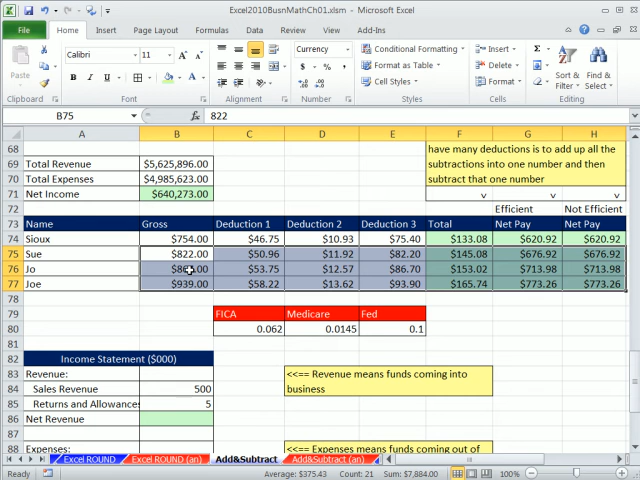 Excel2010BusnMathCh01.xlsm - Microsoft Excel
File Home Insert Page Layout Formulas Data Review View Add-Ins
Paste Calibri 11 Currency Conditional Formatting Insert
Format as Table Delete Sort & Filter Find & Select
Cell Styles Format
Clipboard Font Alignment Number Styles Cells Editing
B75 822
A B C D E F G H
68 have many deductions is to add up all the
69 Total Revenue $5,625,896.00 subtractions into one number and then
70 Total Expenses $4,985,623.00 subtract that one number
71 Net Income $640,273.00 v v v
72 Efficient Not Efficient
73 Name Gross Deduction 1 Deduction 2 Deduction 3 Total Net Pay Net Pay
74 Sioux $754.00 $46.75 $10.93 $75.40 $133.08 $620.92 $620.92
75 Sue $822.00 $50.96 $11.92 $82.20 $145.08 $676.92 $676.92
76 Jo $53.75 $12.57 $86.70 $153.02 $713.98 $713.98
77 Joe $939.00 $58.22 $13.62 $93.90 $165.74 $773.26 $773.26
78
79 FICA Medicare Fed
80 0.062 0.0145 0.1
81
82 Income Statement ($000)
83 Revenue: <<== Revenue means funds coming into
84 Sales Revenue 500 business
85 Returns and Allowances 5
86 Net Revenue
87
88 Expenses: <<== Expenses means funds coming out of
Excel ROUND Excel ROUND (an) Add&Subtract Add&Subtract (an)
Ready Average: $375.43 Count: 21 Sum: $7,884.00 100%